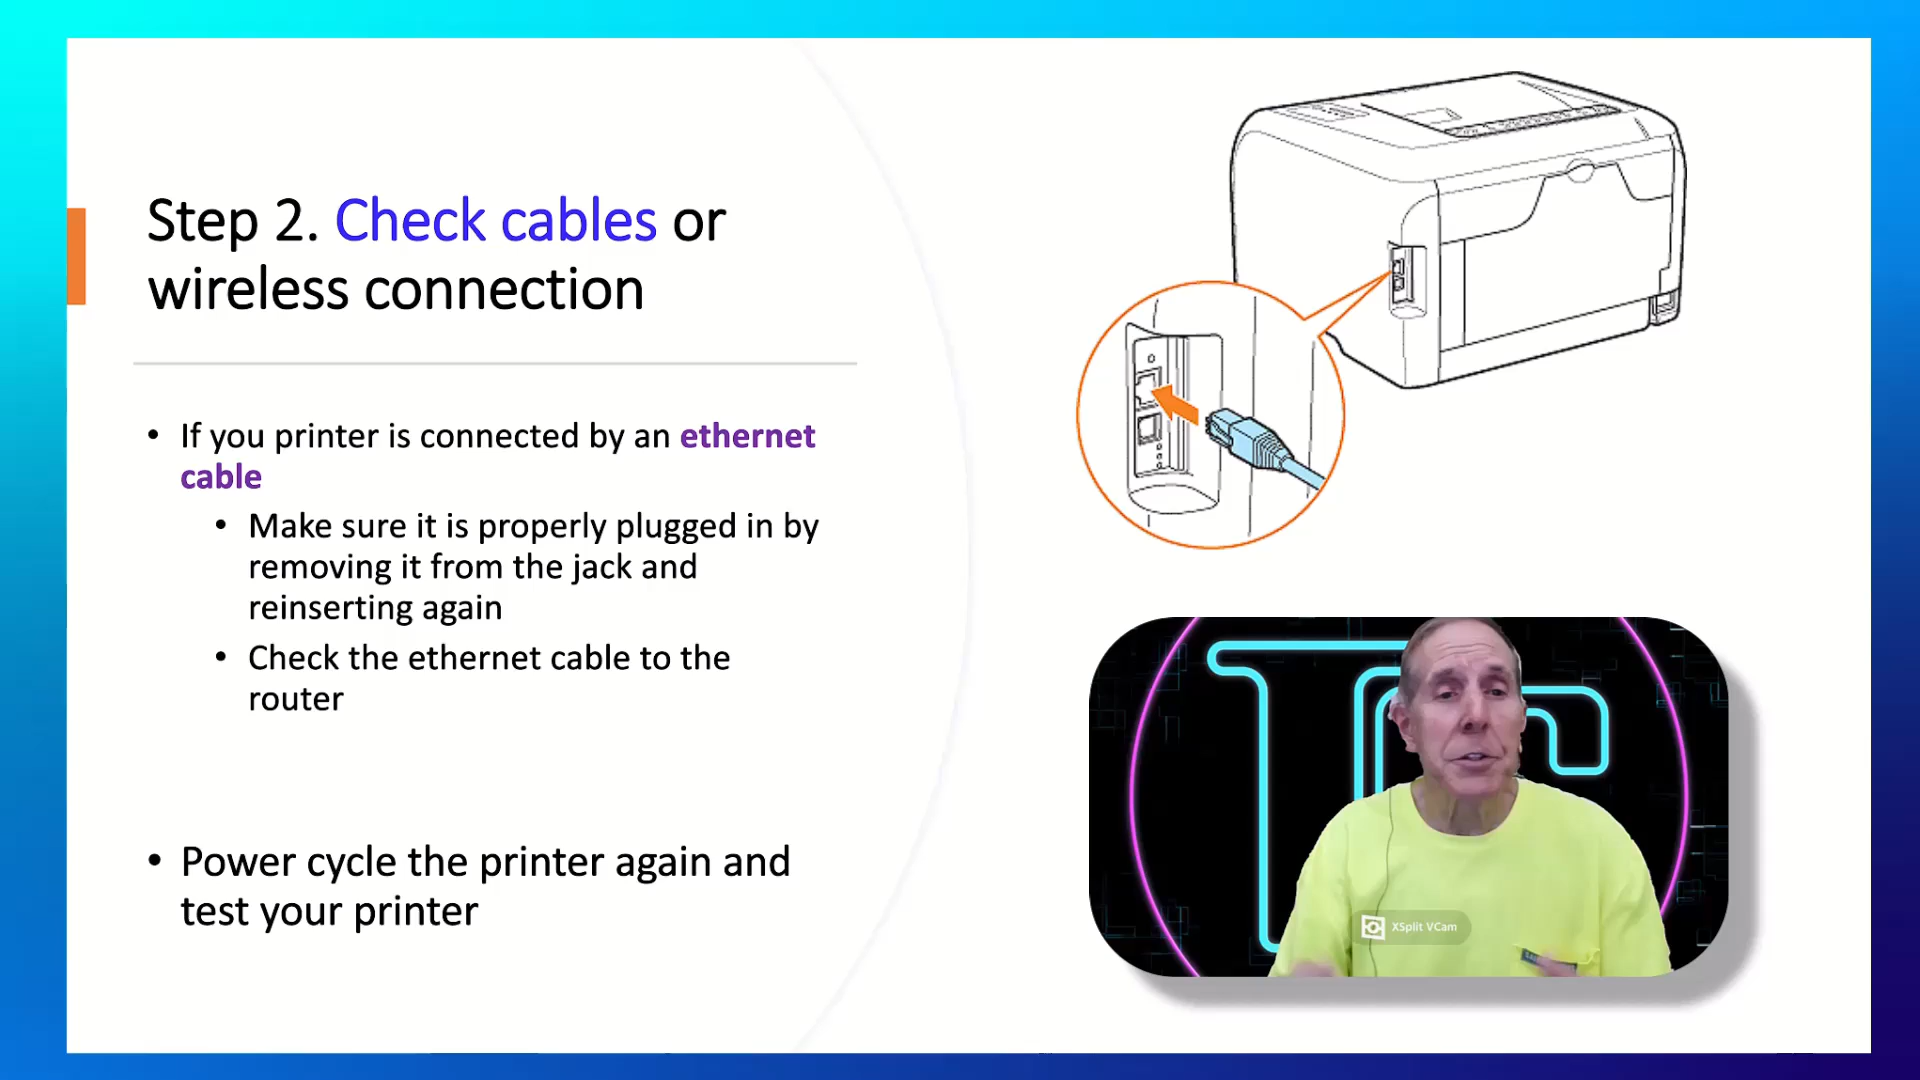 Step 2. Check cables or
wireless connection
• If you printer is connected by an ethernet
cable
• Make sure it is properly plugged in by
removing it from the jack and
reinserting again
• Check the ethernet cable to the
router
• Power cycle the printer again and
test your printer
XSplit VCam